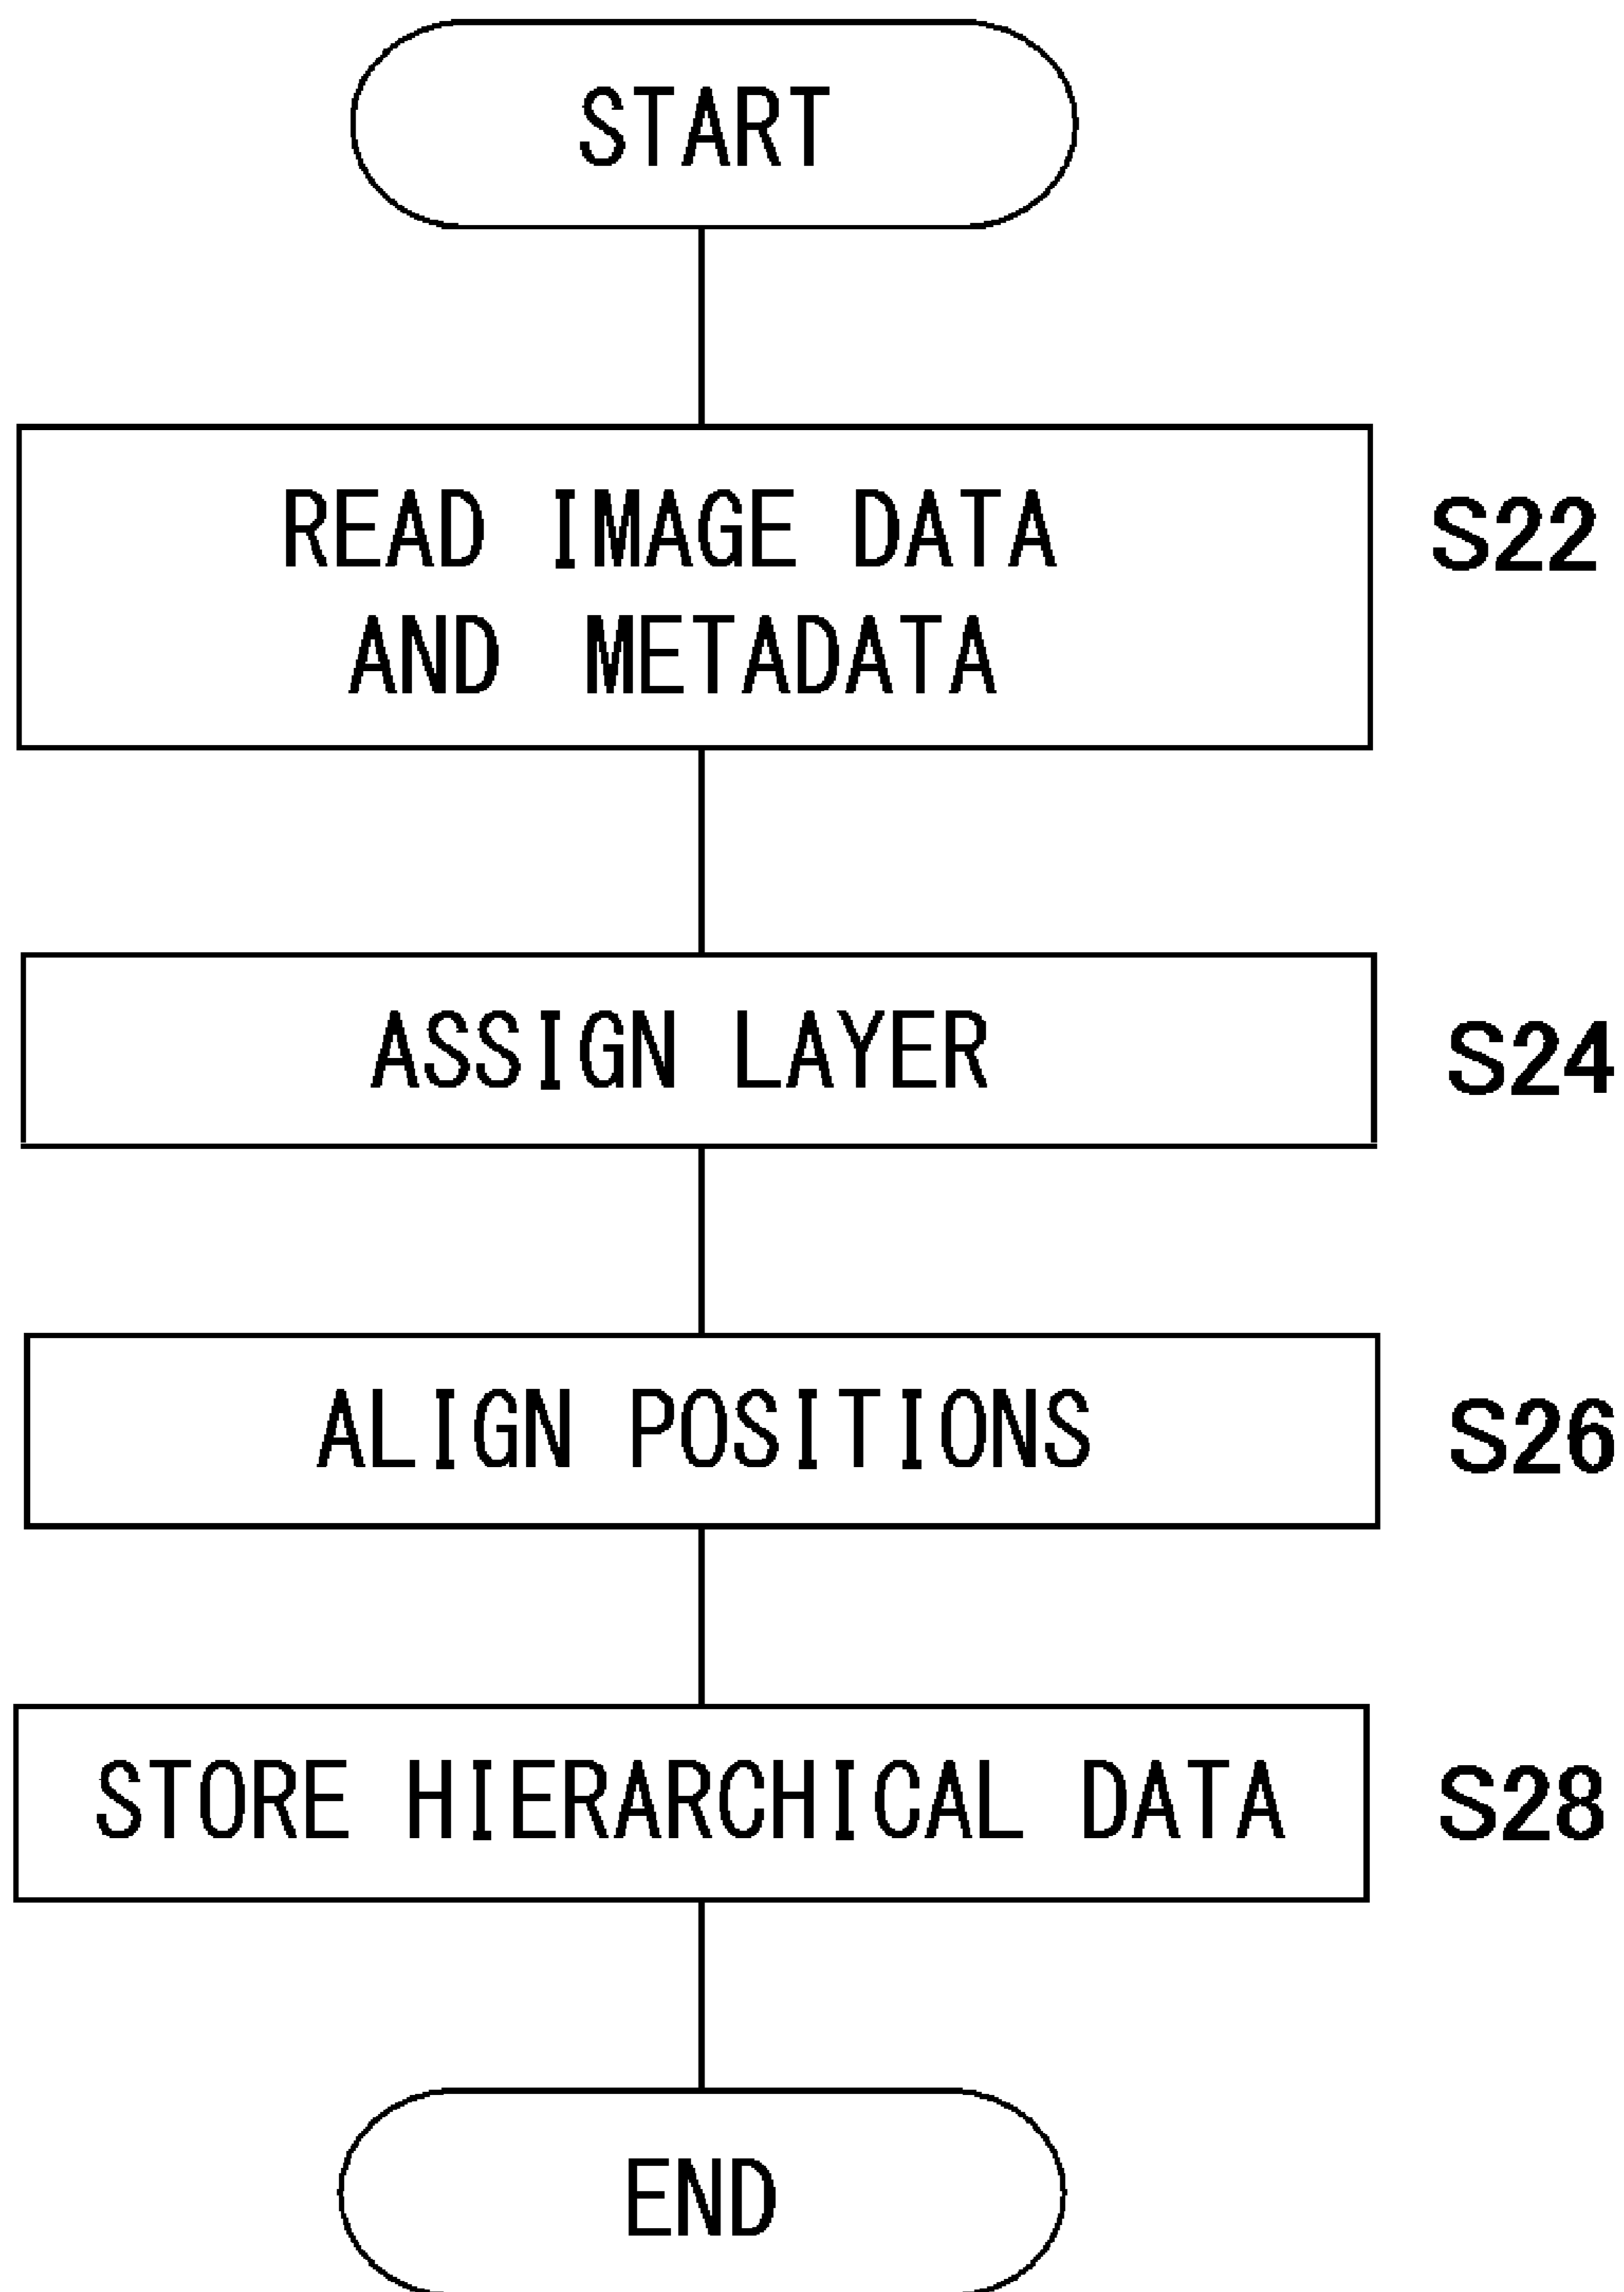 START
READ IMAGE DATA
AND METADATA
S22
ASSIGN LAYER
S24
ALIGN POSITIONS
S26
STORE HIERARCHICAL DATA
S28
END